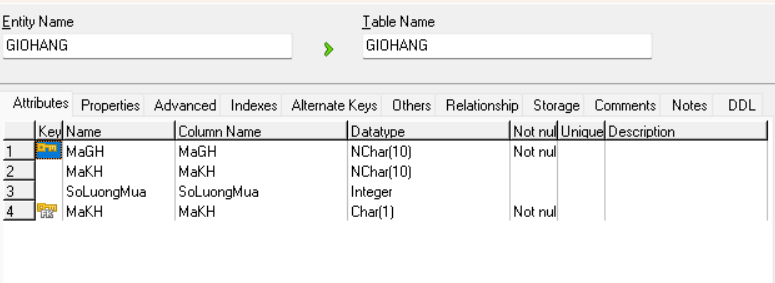 Entity Name
Table Name
GIOHANG
GIOHANG
Attributes Properties Advanced Indexes Alternate Keys Others Relationship Storage Comments Notes DDL
Key Name Column Name Datatype Not nul Unique Description
1 MaGH MaGH NChar(10) Not nul
2 MaKH MaKH NChar(10)
3 SoLuongMua SoLuongMua Integer
4 FK MaKH MaKH Char(1) Not nul